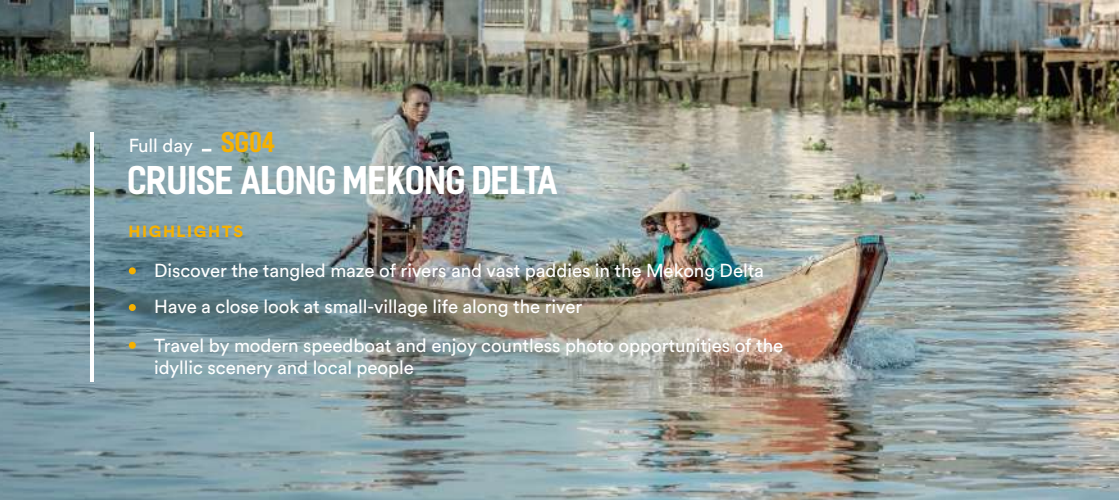 Full day – SG04
CRUISE ALONG MEKONG DELTA
HIGHLIGHTS
• Discover the tangled maze of rivers and vast paddies in the Mekong Delta
• Have a close look at small-village life along the river
• Travel by modern speedboat and enjoy countless photo opportunities of the
idyllic scenery and local people